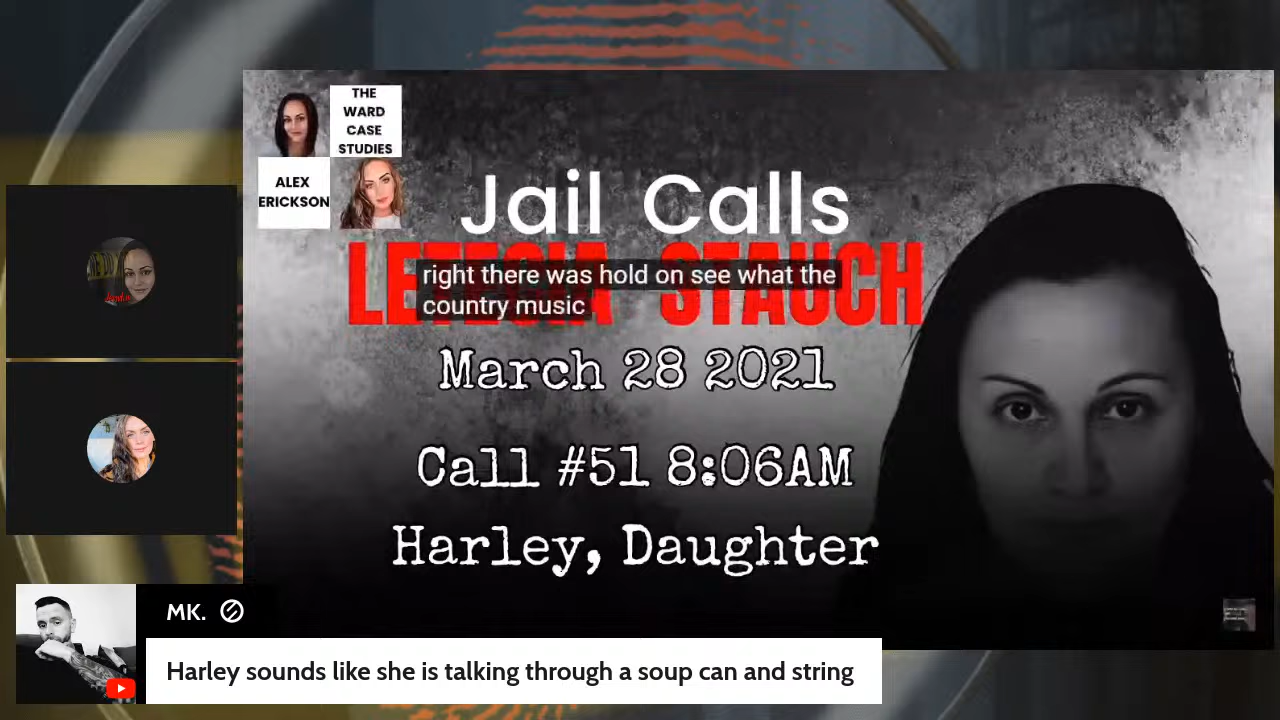 THE
WARD
CASE
STUDIES
ALEX
ERICKSON
Jail Calls
LETECIA STAUCH
right there was hold on see what the
country music
March 28 2021
Call #51 8:06AM
Harley, Daughter
MK.
Harley sounds like she is talking through a soup can and string